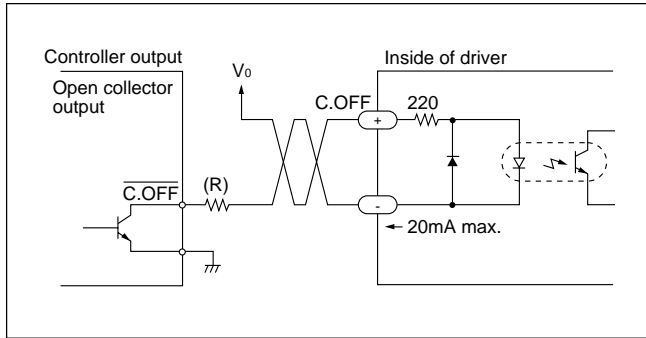 Controller output
Open collector
output
V0
Inside of driver
C.OFF
220
+
C.OFF
(R)
-
20mA max.